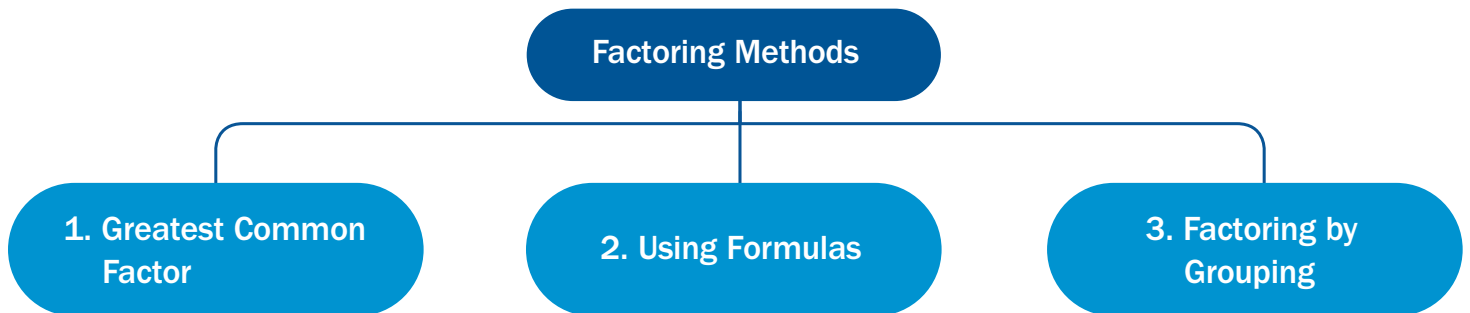 Factoring Methods
1. Greatest Common
Factor
2. Using Formulas
3. Factoring by
Grouping